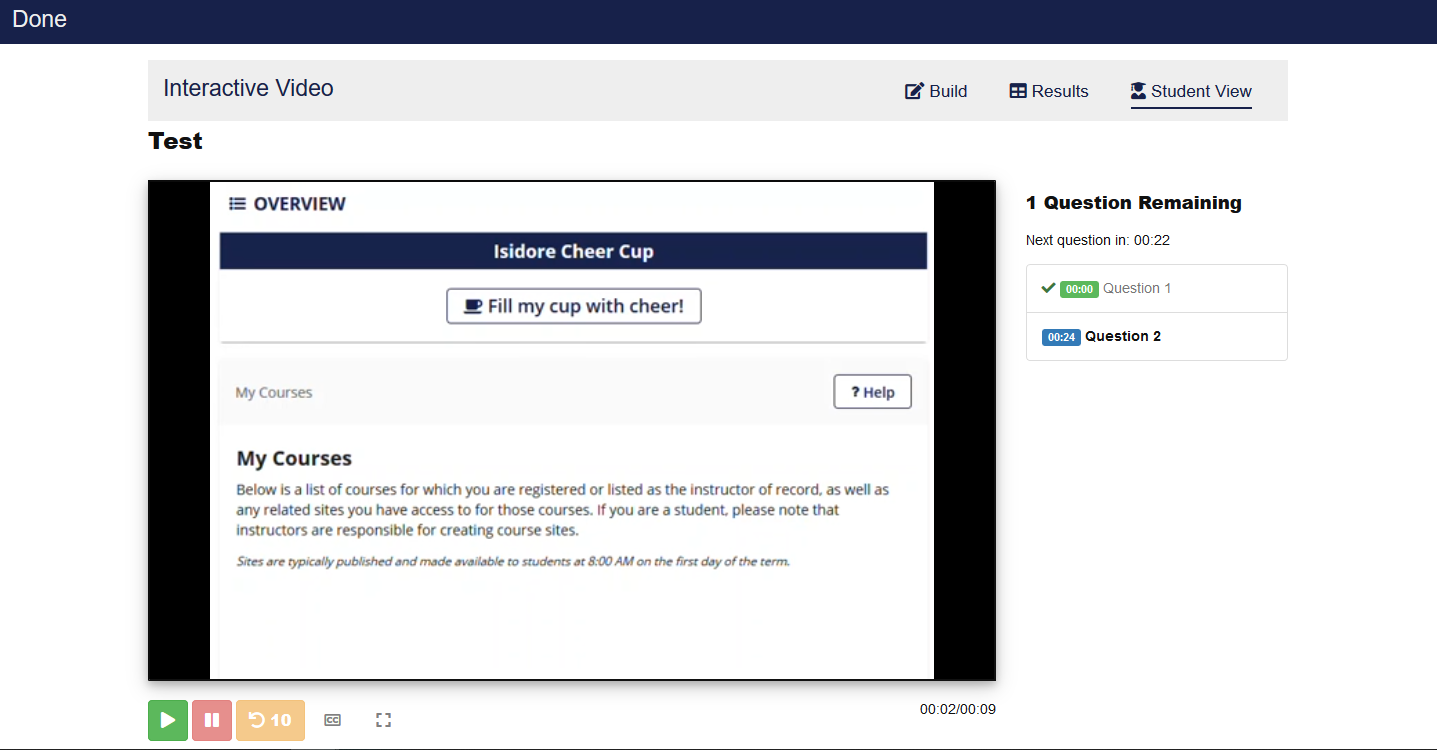 Done
Interactive Video
Build
Results
Student View
Test
OVERVIEW
Isidore Cheer Cup
Fill my cup with cheer!
My Courses
? Help
My Courses
Below is a list of courses for which you are registered or listed as the instructor of record, as well as
any related sites you have access to for those courses. If you are a student, please note that
instructors are responsible for creating course sites.
Sites are typically published and made available to students at 8:00 AM on the first day of the term.
1 Question Remaining
Next question in: 00:22
00:00 Question 1
00:24 Question 2
10
CC
00:02/00:09